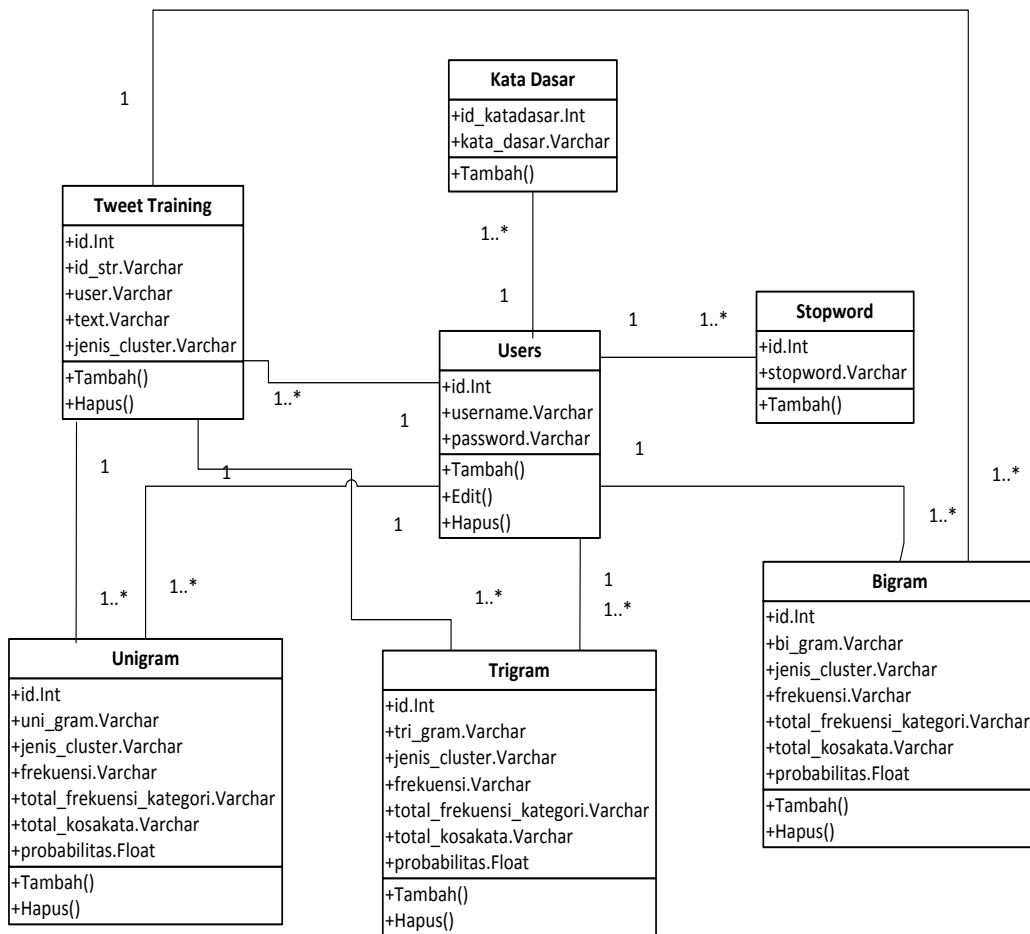 1
Kata Dasar
+id_katadasar.Int
+kata_dasar.Varchar
+Tambah()
1..*
1
Tweet Training
+id.Int
+id_str.Varchar
+user.Varchar
+text.Varchar
+jenis_cluster.Varchar
+Tambah()
+Hapus()
1..*
1
Users
+id.Int
+username.Varchar
+password.Varchar
+Tambah()
+Edit()
+Hapus()
1
1..*
Stopword
+id.Int
+stopword.Varchar
+Tambah()
1
1
1
1
1..*
1..*
1..*
1..*
1..*
1
1..*
Unigram
+id.Int
+uni_gram.Varchar
+jenis_cluster.Varchar
+frekuensi.Varchar
+total_frekuensi_kategori.Varchar
+total_kosakata.Varchar
+probabilitas.Float
+Tambah()
+Hapus()
Trigram
+id.Int
+tri_gram.Varchar
+jenis_cluster.Varchar
+frekuensi.Varchar
+total_frekuensi_kategori.Varchar
+total_kosakata.Varchar
+probabilitas.Float
+Tambah()
+Hapus()
Bigram
+id.Int
+bi_gram.Varchar
+jenis_cluster.Varchar
+frekuensi.Varchar
+total_frekuensi_kategori.Varchar
+total_kosakata.Varchar
+probabilitas.Float
+Tambah()
+Hapus()